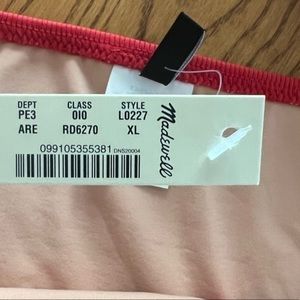 DEPT CLASS STYLE
PE3 010 L0227
ARE RD6270 XL
099105355381 DNS20004
Madewell